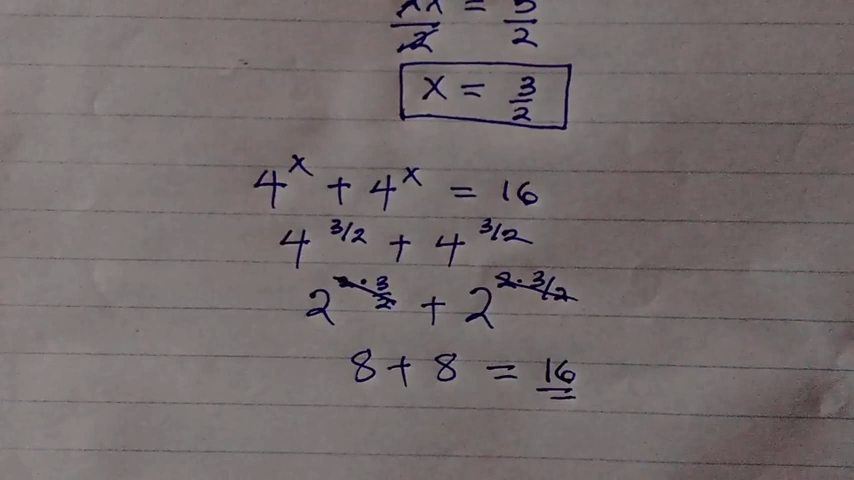 x = 3/2
4^x + 4^x = 16
4^3/2 + 4^3/2
2^2·3/2 + 2^2·3/2
8 + 8 = 16